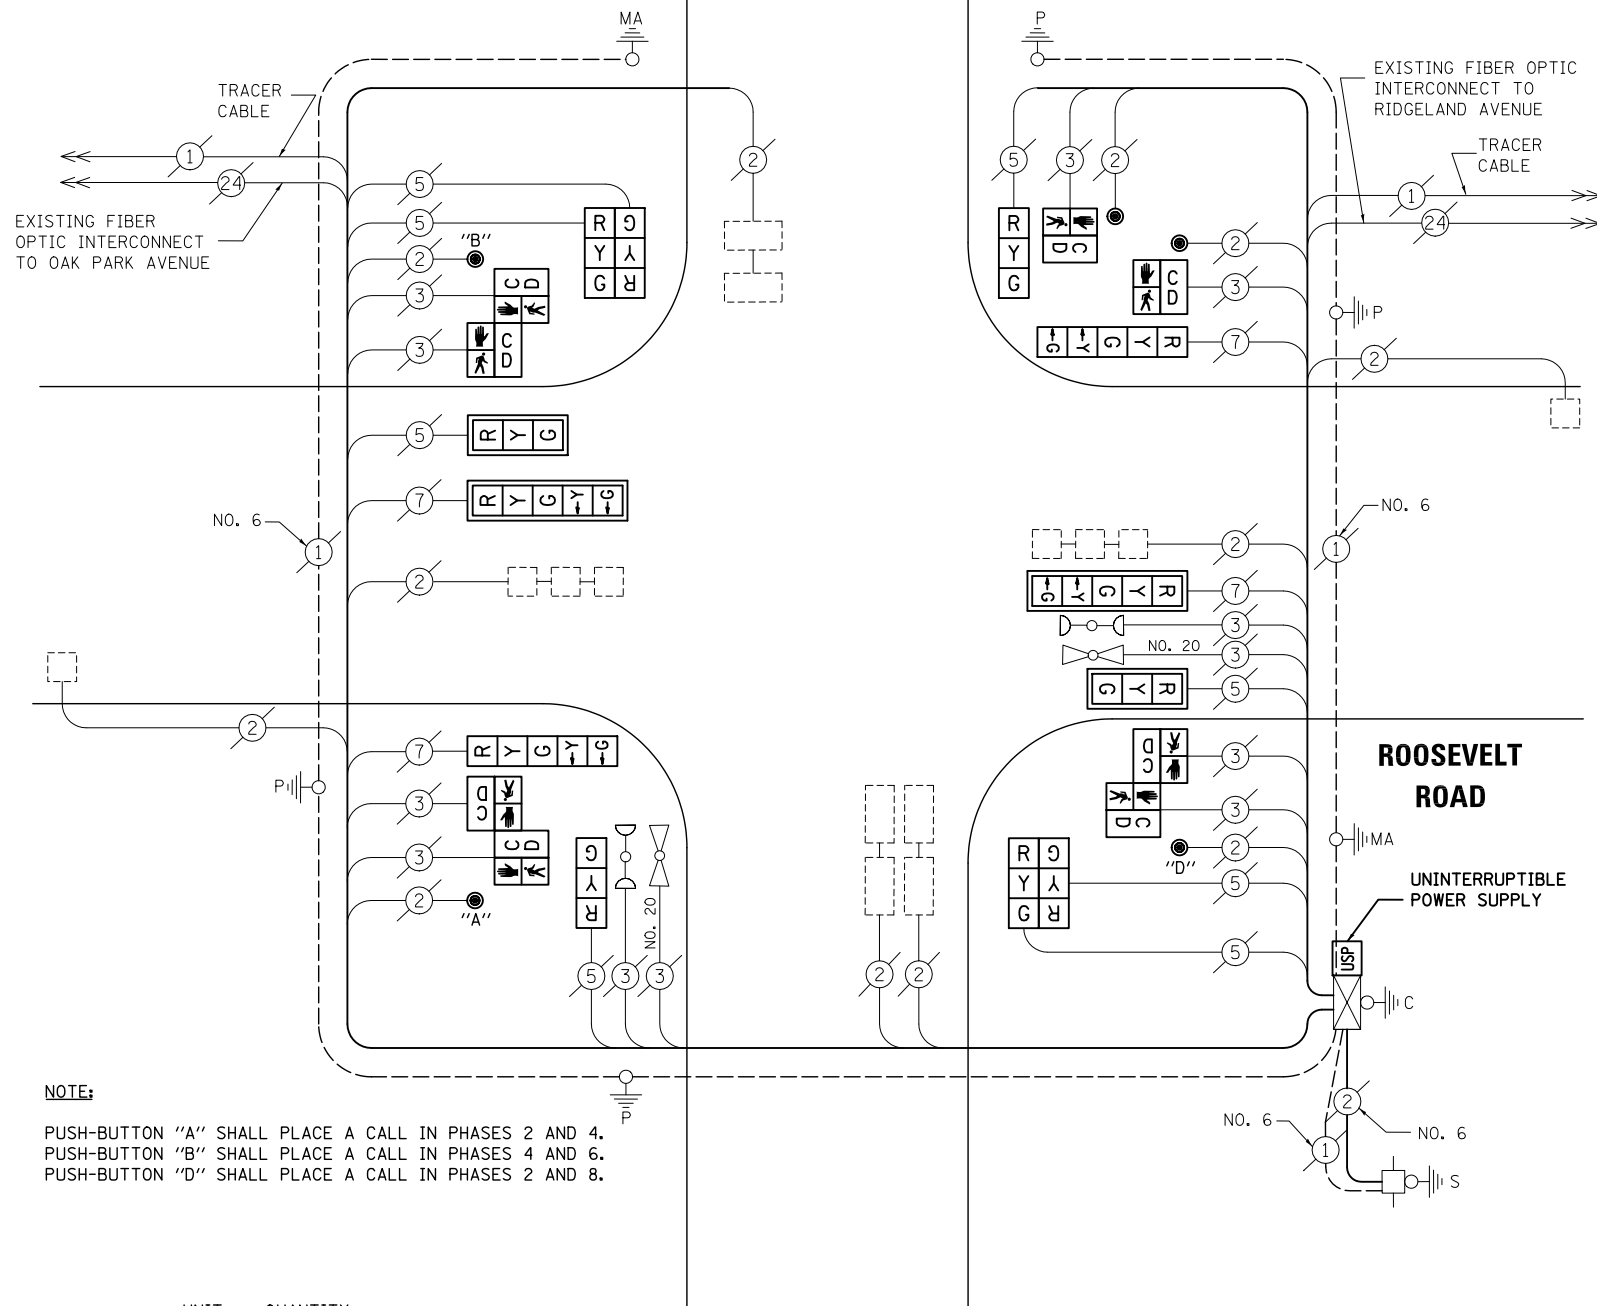 MA
P
TRACER
CABLE
EXISTING FIBER OPTIC
INTERCONNECT TO
RIDGELAND AVENUE
TRACER
CABLE
1
24
5
5
2
3
3
2
5
3
2
1
24
EXISTING FIBER
OPTIC INTERCONNECT
TO OAK PARK AVENUE
"B"
R G
Y Y
G R
C D
C
D
R
Y
G
C D
2
3
C
D
7
G Y G Y R
P
2
5
R Y G
7
R Y G Y G
NO. 6
1
2
NO. 6
1
2
7
G Y G Y R
3
NO. 20
3
5
G Y R
2
7
R Y G Y G
P
3
C
D
3
C D
2
"A"
G
Y
R
NO. 20
5
3
3
2
2
3
C
D
3
C D
2
"D"
R G
Y Y
G R
5
5
ROOSEVELT
ROAD
MA
UNINTERRUPTIBLE
POWER SUPPLY
USP
C
P
2
NO. 6
1
NO. 6
S
NOTE:
PUSH-BUTTON "A" SHALL PLACE A CALL IN PHASES 2 AND 4.
PUSH-BUTTON "B" SHALL PLACE A CALL IN PHASES 4 AND 6.
PUSH-BUTTON "D" SHALL PLACE A CALL IN PHASES 2 AND 8.